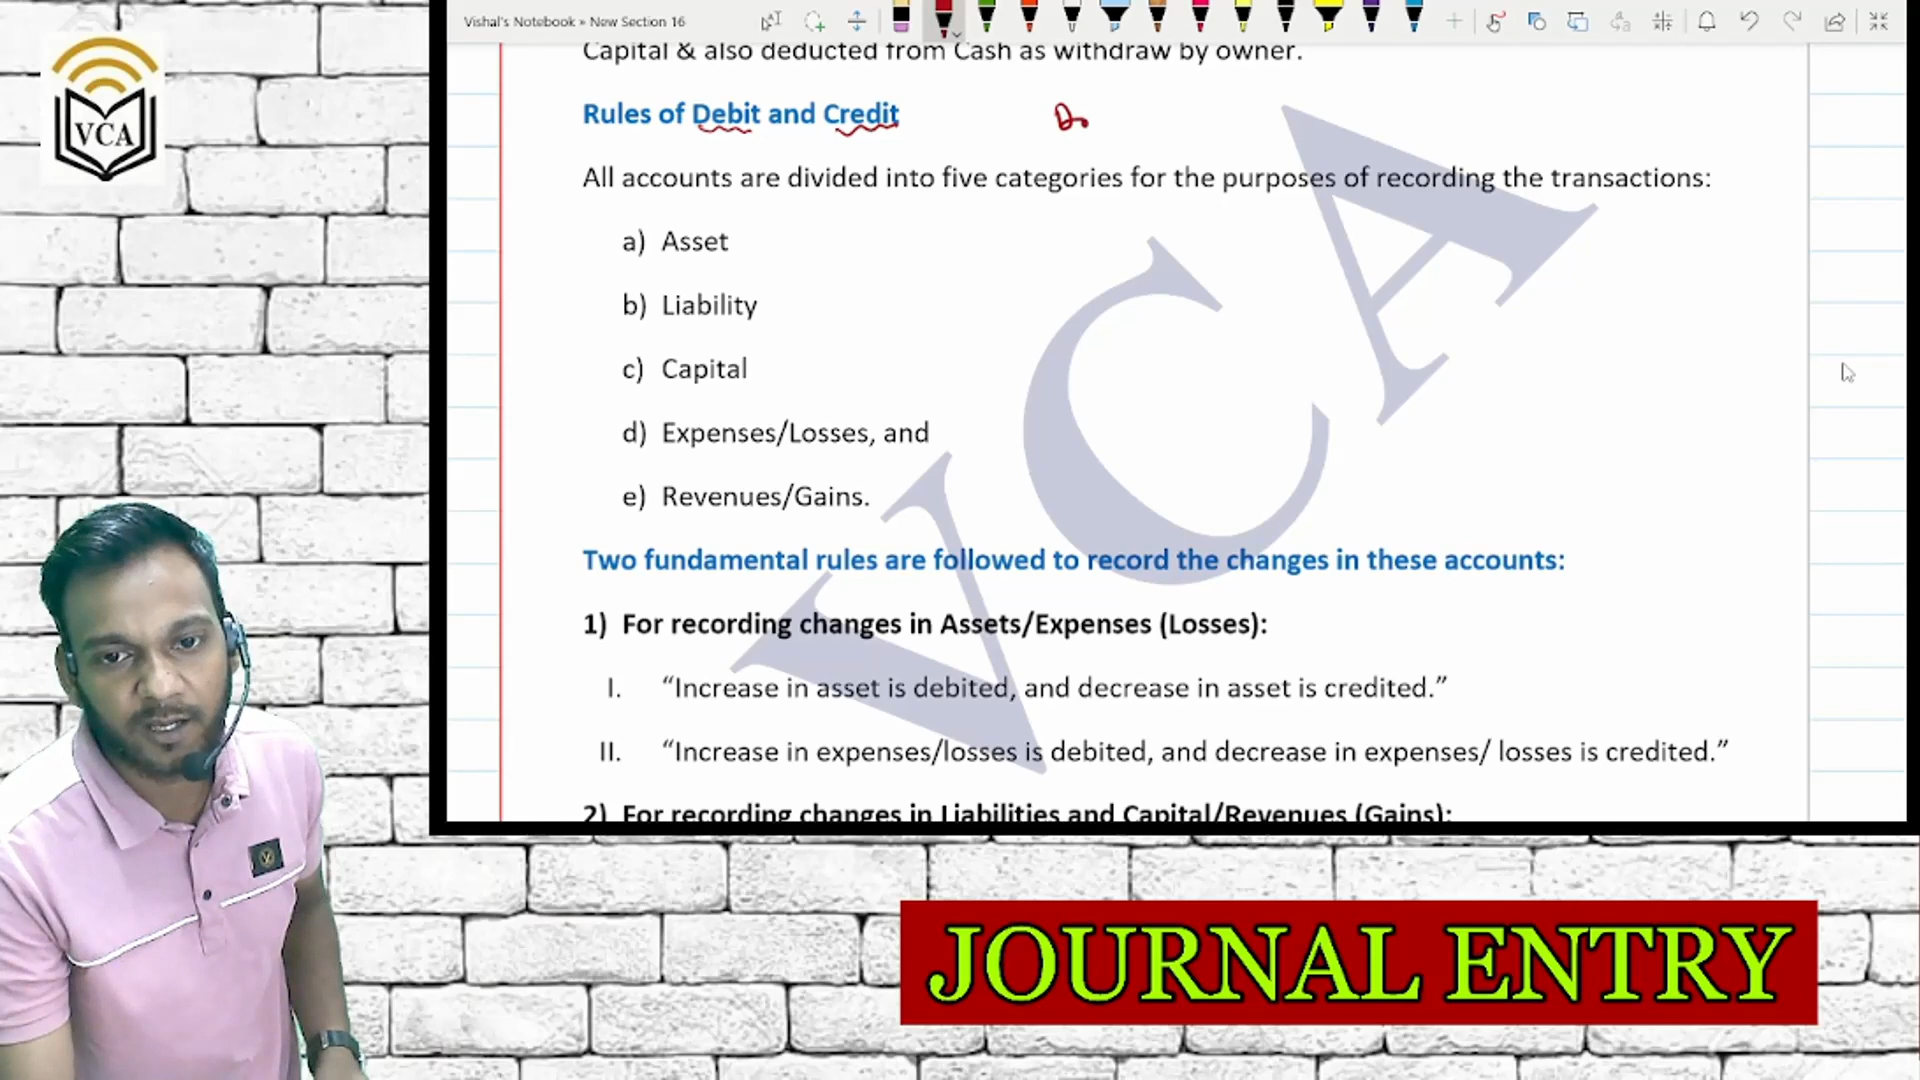 Vishal's Notebook » New Section 16
Capital & also deducted from Cash as withdraw by owner.
VCA
Rules of Debit and Credit
All accounts are divided into five categories for the purposes of recording the transactions:
a) Asset
b) Liability
c) Capital
d) Expenses/Losses, and
e) Revenues/Gains.
Two fundamental rules are followed to record the changes in these accounts:
1) For recording changes in Assets/Expenses (Losses):
I. “Increase in asset is debited, and decrease in asset is credited.”
II. “Increase in expenses/losses is debited, and decrease in expenses/ losses is credited.”
2) For recording changes in Liabilities and Capital/Revenues (Gains):
VCA
JOURNAL ENTRY